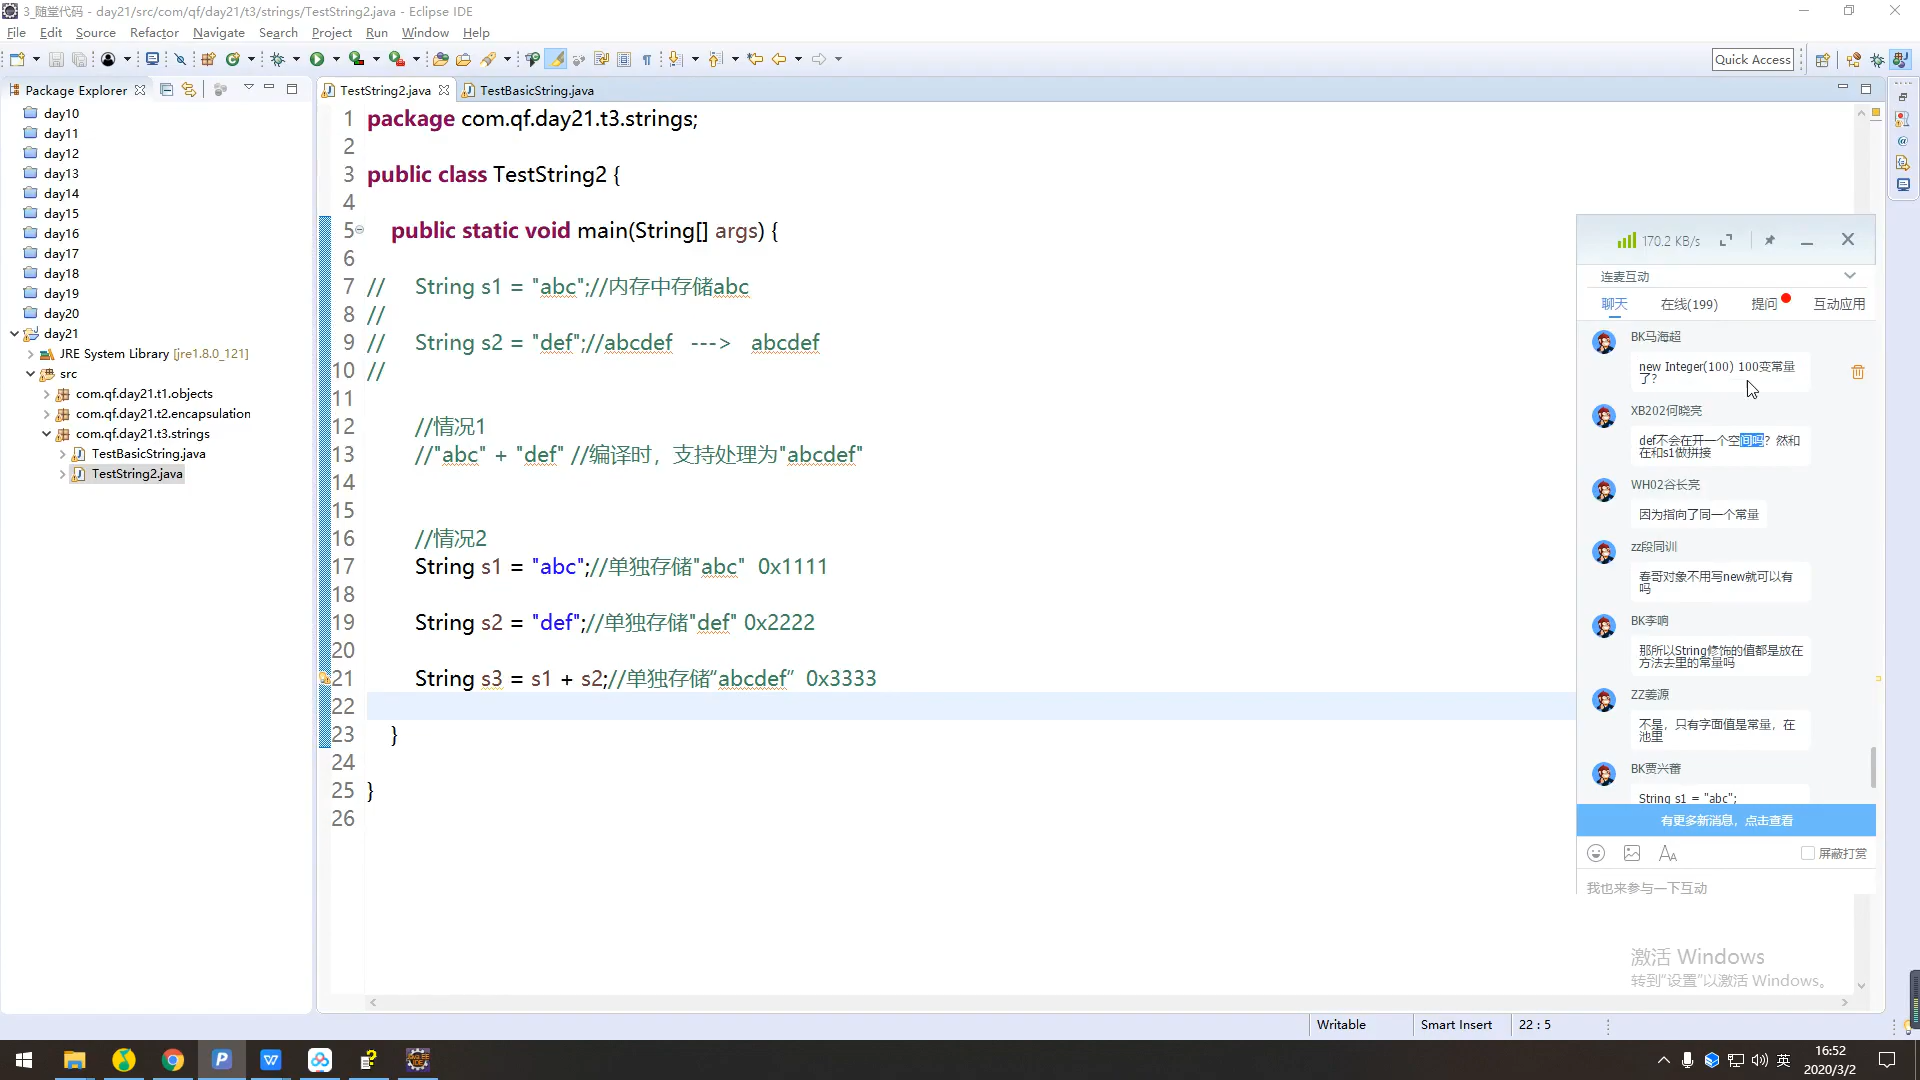 3_随堂代码 - day21/src/com/qf/day21/t3/strings/TestString2.java - Eclipse IDE
File Edit Source Refactor Navigate Search Project Run Window Help
Quick Access
Package Explorer
day10
day11
day12
day13
day14
day15
day16
day17
day18
day19
day20
day21
JRE System Library [jre1.8.0_121]
src
com.qf.day21.t1.objects
com.qf.day21.t2.encapsulation
com.qf.day21.t3.strings
TestBasicString.java
TestString2.java
TestString2.java TestBasicString.java
1 package com.qf.day21.t3.strings;
2
3 public class TestString2 {
4
5 public static void main(String[] args) {
6
7 // String s1 = "abc";//内存中存储abc
8 //
9 // String s2 = "def";//abcdef ---> abcdef
10 //
11
12 //情况1
13 //"abc" + "def" //编译时，支持处理为"abcdef"
14
15
16 //情况2
17 String s1 = "abc";//单独存储"abc" 0x1111
18
19 String s2 = "def";//单独存储"def" 0x2222
20
21 String s3 = s1 + s2;//单独存储“abcdef” 0x3333
22
23 }
24
25 }
26
170.2 KB/s
连麦互动
聊天 在线(199) 提问 互动应用
BK马海超
new Integer(100) 100变常量
了?
XB202何晓亮
def不会在开一个空间吗？然和
在和s1做拼接
WH02谷长亮
因为指向了同一个常量
zz段同训
春哥对象不用写new就可以有
吗
BK李响
那所以String修饰的值都是放在
方法去里的常量吗
ZZ姜源
不是，只有字面值是常量，在
池里
BK贾兴蕃
String s1 = "abc";
有更多新消息，点击查看
屏蔽打赏
我也来参与一下互动
激活 Windows
转到“设置”以激活 Windows。
Writable Smart Insert 22 : 5
英
16:52
2020/3/2